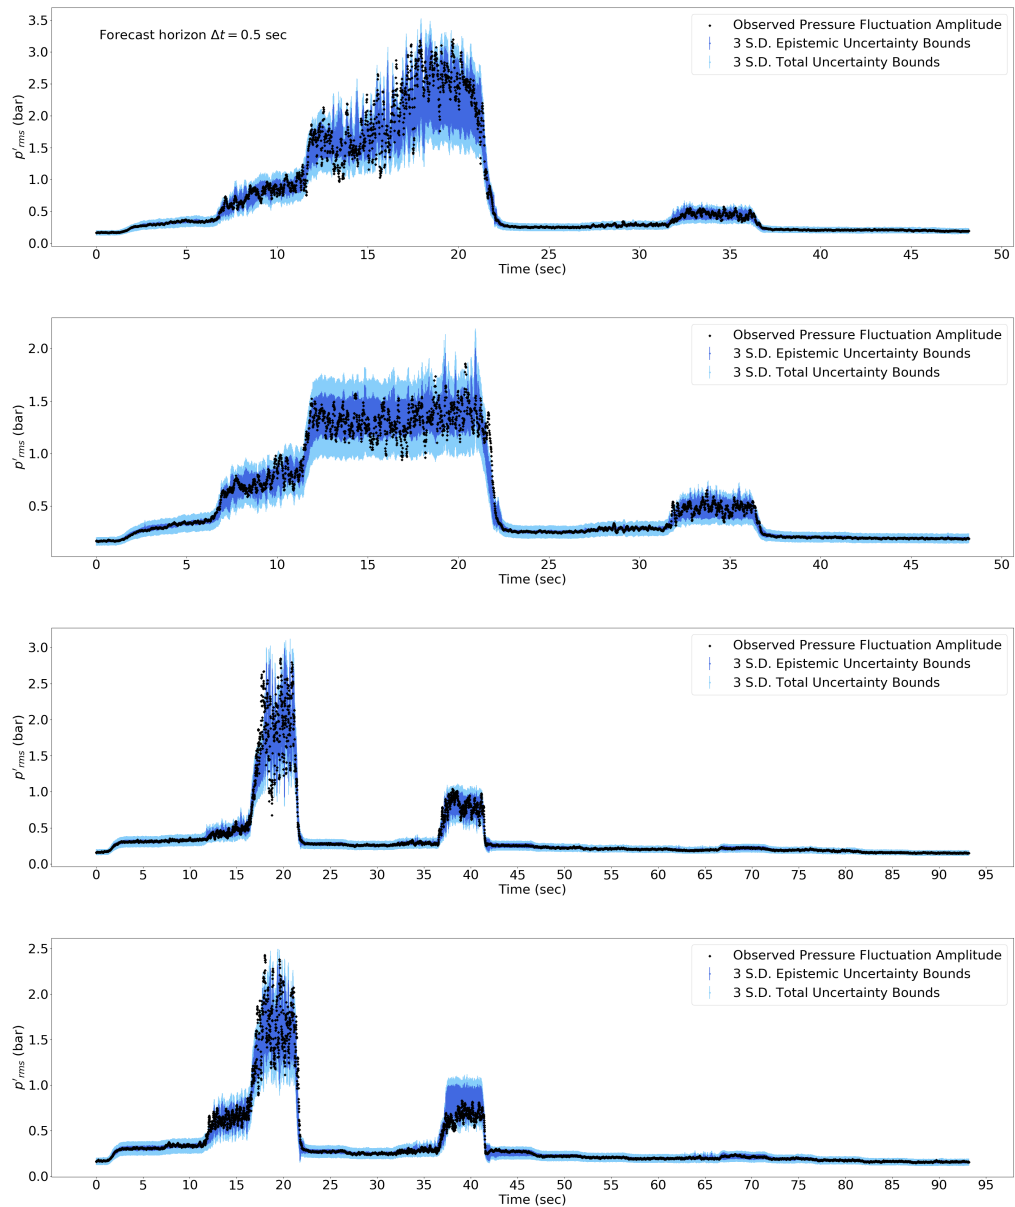 Forecast horizon Δt = 0.5 sec
Observed Pressure Fluctuation Amplitude
3 S.D. Epistemic Uncertainty Bounds
3 S.D. Total Uncertainty Bounds
p'rms (bar)
3.5
3.0
2.5
2.0
1.5
1.0
0.5
0.0
0 5 10 15 20 25 30 35 40 45 50
Time (sec)
Observed Pressure Fluctuation Amplitude
3 S.D. Epistemic Uncertainty Bounds
3 S.D. Total Uncertainty Bounds
p'rms (bar)
2.0
1.5
1.0
0.5
0 5 10 15 20 25 30 35 40 45 50
Time (sec)
Observed Pressure Fluctuation Amplitude
3 S.D. Epistemic Uncertainty Bounds
3 S.D. Total Uncertainty Bounds
p'rms (bar)
3.0
2.5
2.0
1.5
1.0
0.5
0.0
0 5 10 15 20 25 30 35 40 45 50 55 60 65 70 75 80 85 90 95
Time (sec)
Observed Pressure Fluctuation Amplitude
3 S.D. Epistemic Uncertainty Bounds
3 S.D. Total Uncertainty Bounds
p'rms (bar)
2.5
2.0
1.5
1.0
0.5
0.0
0 5 10 15 20 25 30 35 40 45 50 55 60 65 70 75 80 85 90 95
Time (sec)